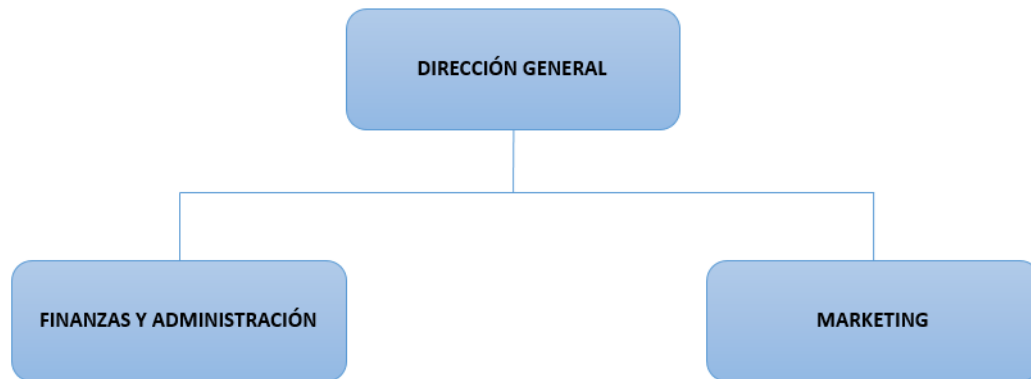 DIRECCIÓN GENERAL
FINANZAS Y ADMINISTRACIÓN
MARKETING